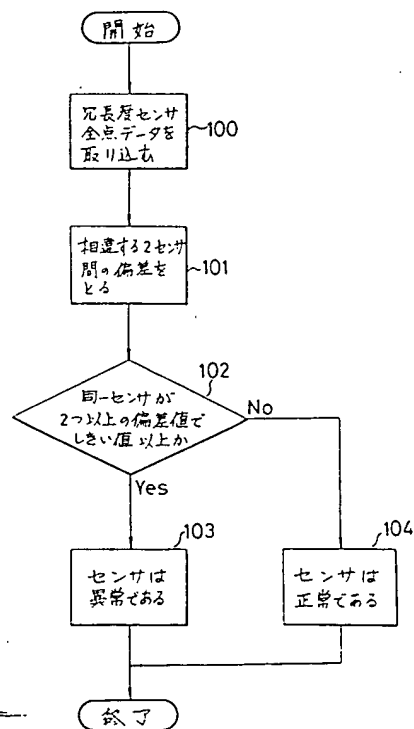 開始
冗長度センサ
全点データを
取り込む
100
相違する2センサ
間の偏差を
とる
101
102
同一センサが
2つ以上の偏差値で
しきい値以上か
No
Yes
103
センサは
異常である
104
センサは
正常である
終了